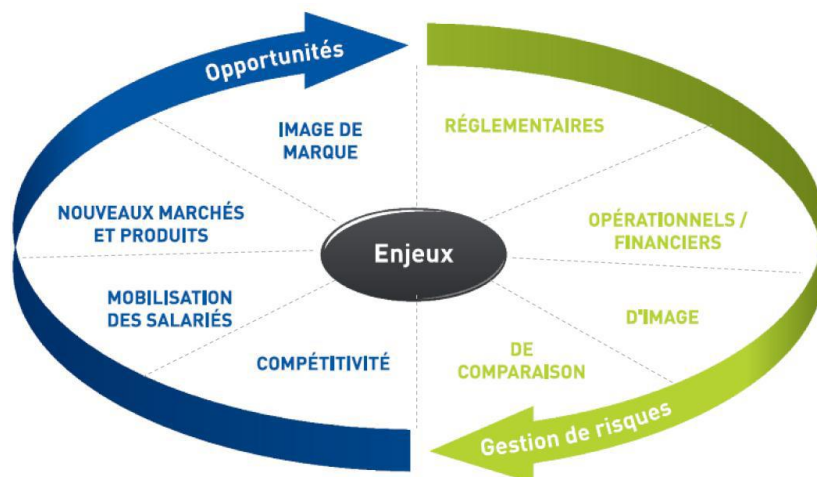 Opportunités
IMAGE DE
MARQUE
RÉGLEMENTAIRES
NOUVEAUX MARCHÉS
ET PRODUITS
OPÉRATIONNELS /
FINANCIERS
Enjeux
MOBILISATION
DES SALARIÉS
D'IMAGE
COMPÉTITIVITÉ
DE
COMPARAISON
Gestion de risques